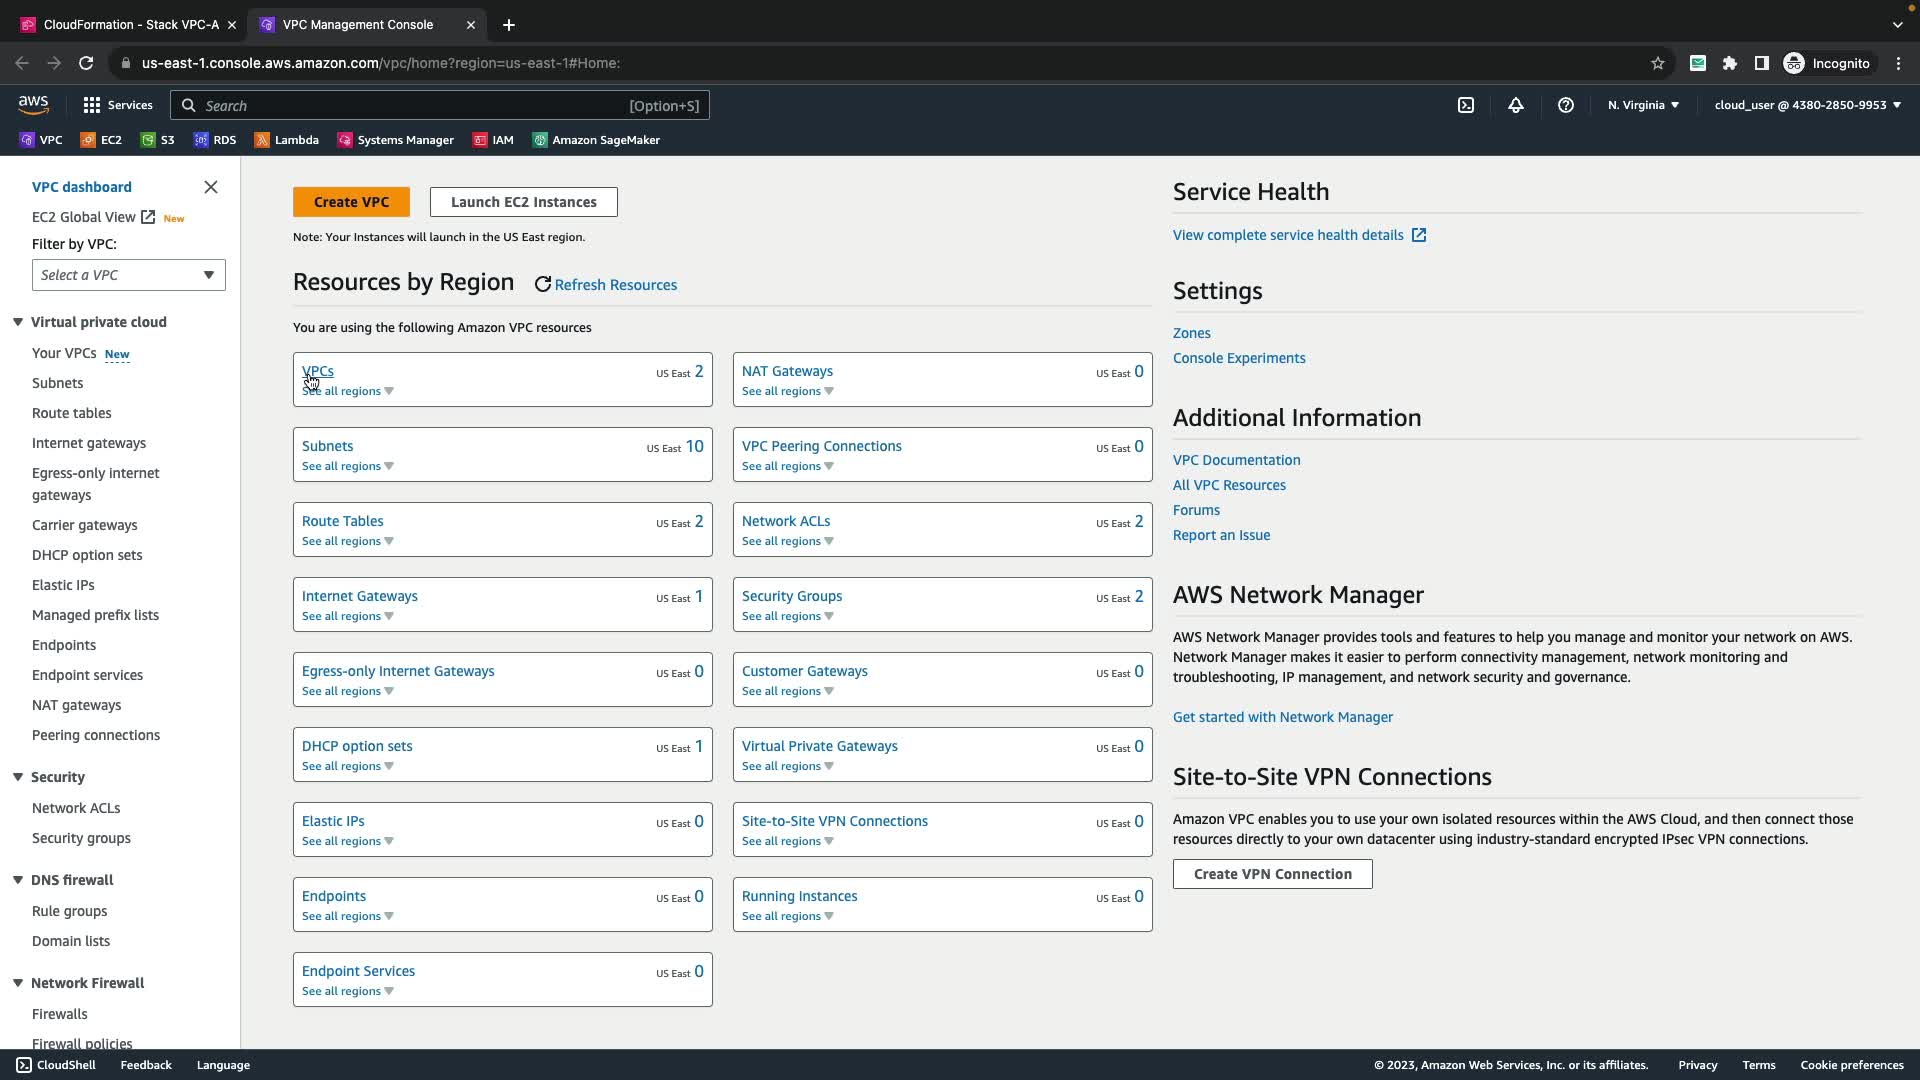 CloudFormation - Stack VPC-A
VPC Management Console
us-east-1.console.aws.amazon.com/vpc/home?region=us-east-1#Home:
Incognito
aws
Services
Search
[Option+S]
N. Virginia
cloud_user @ 4380-2850-9953
VPC
EC2
S3
RDS
Lambda
Systems Manager
IAM
Amazon SageMaker
VPC dashboard
EC2 Global View New
Filter by VPC:
Select a VPC
Virtual private cloud
Your VPCs New
Subnets
Route tables
Internet gateways
Egress-only internet
gateways
Carrier gateways
DHCP option sets
Elastic IPs
Managed prefix lists
Endpoints
Endpoint services
NAT gateways
Peering connections
Security
Network ACLs
Security groups
DNS firewall
Rule groups
Domain lists
Network Firewall
Firewalls
Firewall policies
Create VPC
Launch EC2 Instances
Note: Your Instances will launch in the US East region.
Resources by Region
Refresh Resources
You are using the following Amazon VPC resources
VPCs US East 2
See all regions
NAT Gateways US East 0
See all regions
Subnets US East 10
See all regions
VPC Peering Connections US East 0
See all regions
Route Tables US East 2
See all regions
Network ACLs US East 2
See all regions
Internet Gateways US East 1
See all regions
Security Groups US East 2
See all regions
Egress-only Internet Gateways US East 0
See all regions
Customer Gateways US East 0
See all regions
DHCP option sets US East 1
See all regions
Virtual Private Gateways US East 0
See all regions
Elastic IPs US East 0
See all regions
Site-to-Site VPN Connections US East 0
See all regions
Endpoints US East 0
See all regions
Running Instances US East 0
See all regions
Endpoint Services US East 0
See all regions
Service Health
View complete service health details
Settings
Zones
Console Experiments
Additional Information
VPC Documentation
All VPC Resources
Forums
Report an Issue
AWS Network Manager
AWS Network Manager provides tools and features to help you manage and monitor your network on AWS.
Network Manager makes it easier to perform connectivity management, network monitoring and
troubleshooting, IP management, and network security and governance.
Get started with Network Manager
Site-to-Site VPN Connections
Amazon VPC enables you to use your own isolated resources within the AWS Cloud, and then connect those
resources directly to your own datacenter using industry-standard encrypted IPsec VPN connections.
Create VPN Connection
CloudShell
Feedback
Language
© 2023, Amazon Web Services, Inc. or its affiliates.
Privacy
Terms
Cookie preferences